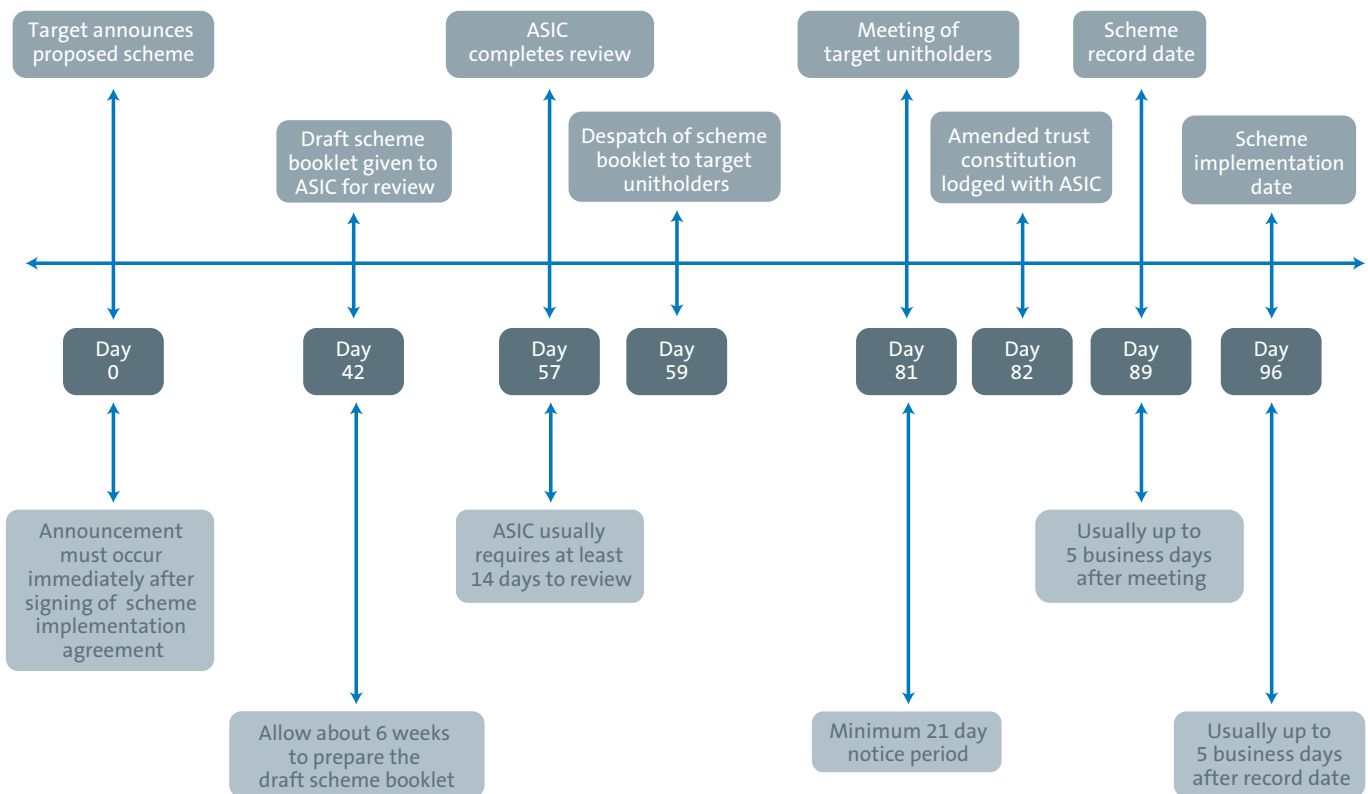 Target announces
proposed scheme
ASIC
completes review
Meeting of
target unitholders
Scheme
record date
Draft scheme
booklet given to
ASIC for review
Despatch of scheme
booklet to target
unitholders
Amended trust
constitution
lodged with ASIC
Scheme
implementation
date
Day
0
Day
42
Day
57
Day
59
Day
81
Day
82
Day
89
Day
96
Announcement
must occur
immediately after
signing of scheme
implementation
agreement
ASIC usually
requires at least
14 days to review
Usually up to
5 business days
after meeting
Allow about 6 weeks
to prepare the
draft scheme booklet
Minimum 21 day
notice period
Usually up to
5 business days
after record date